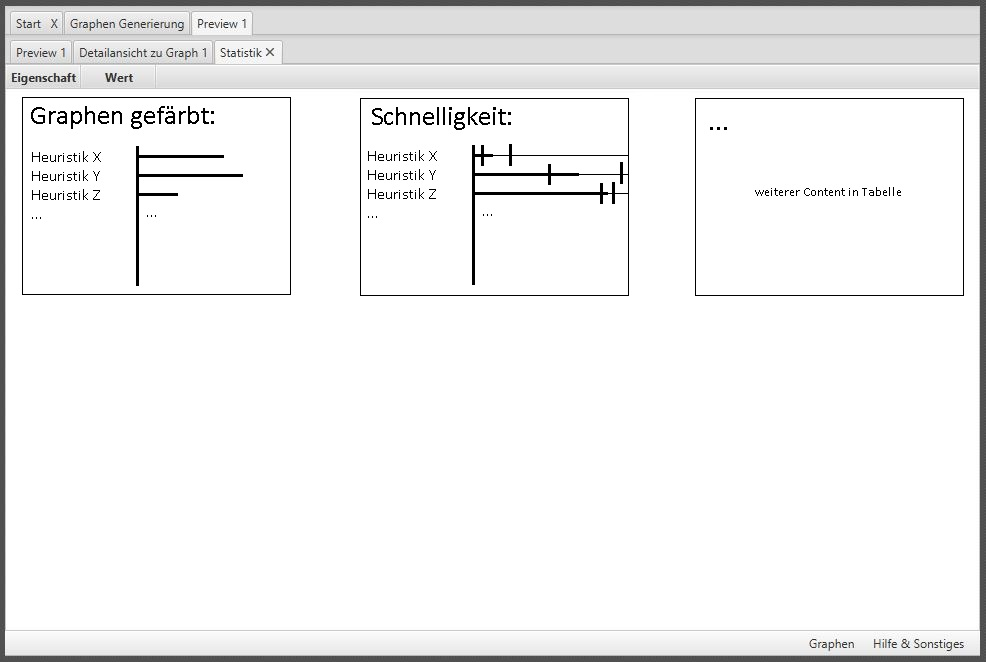 Start X Graphen Generierung Preview 1
Preview 1 Detailansicht zu Graph 1 Statistik ✕
Eigenschaft Wert
Graphen gefärbt:
Heuristik X
Heuristik Y
Heuristik Z
... ...
Schnelligkeit:
Heuristik X
Heuristik Y
Heuristik Z
... ...
...
weiterer Content in Tabelle
Graphen Hilfe & Sonstiges